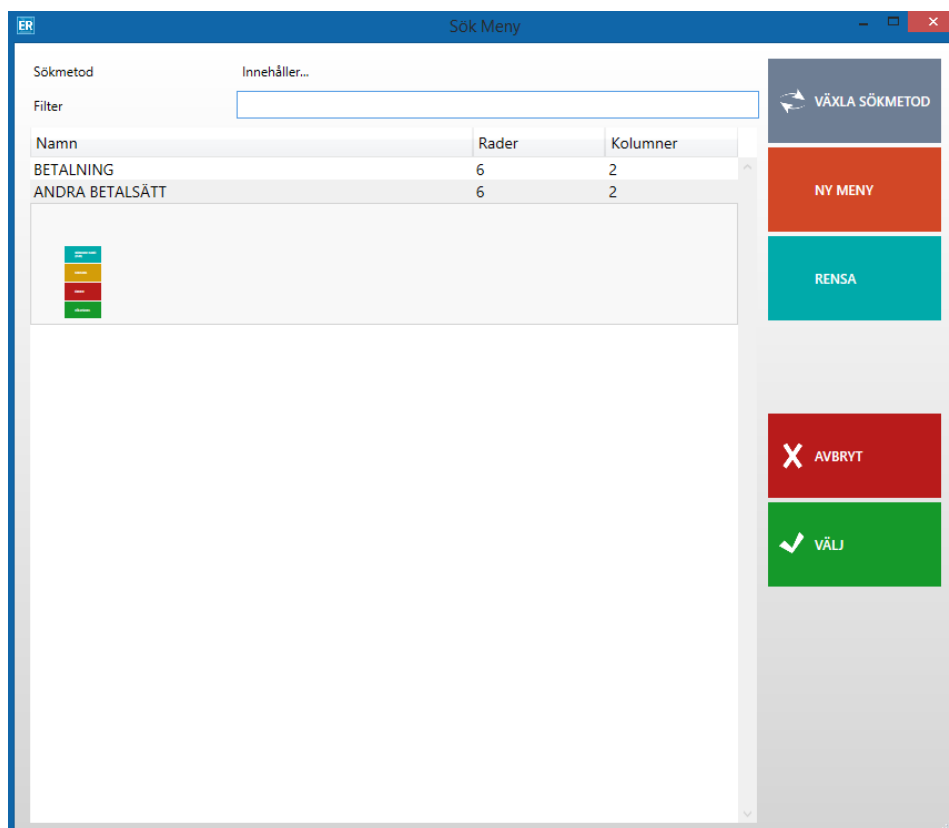 ER
Sök Meny
Sökmetod
Innehåller...
VÄXLA SÖKMETOD
Filter
Namn
Rader
Kolumner
BETALNING
6
2
ANDRA BETALSÄTT
6
2
NY MENY
RENSA
AVBRYT
VÄLJ